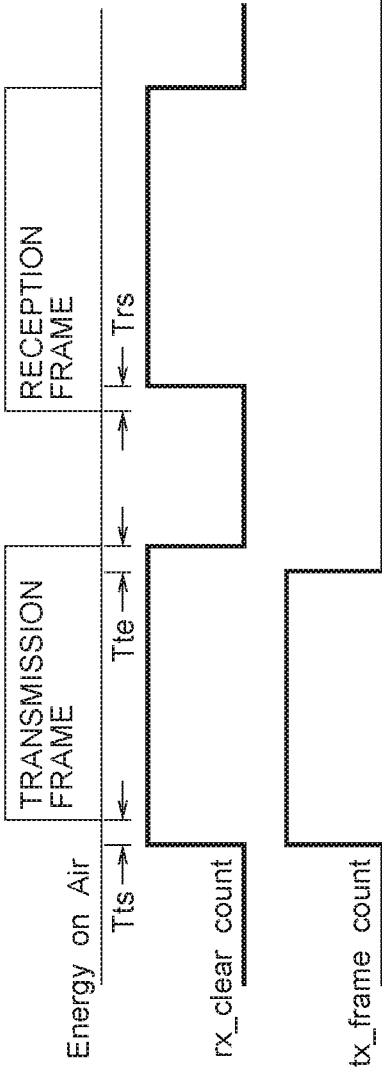 Energy on Air
TRANSMISSION
FRAME
RECEPTION
FRAME
Tts
Tte
Trs
rx_clear count
tx_frame count